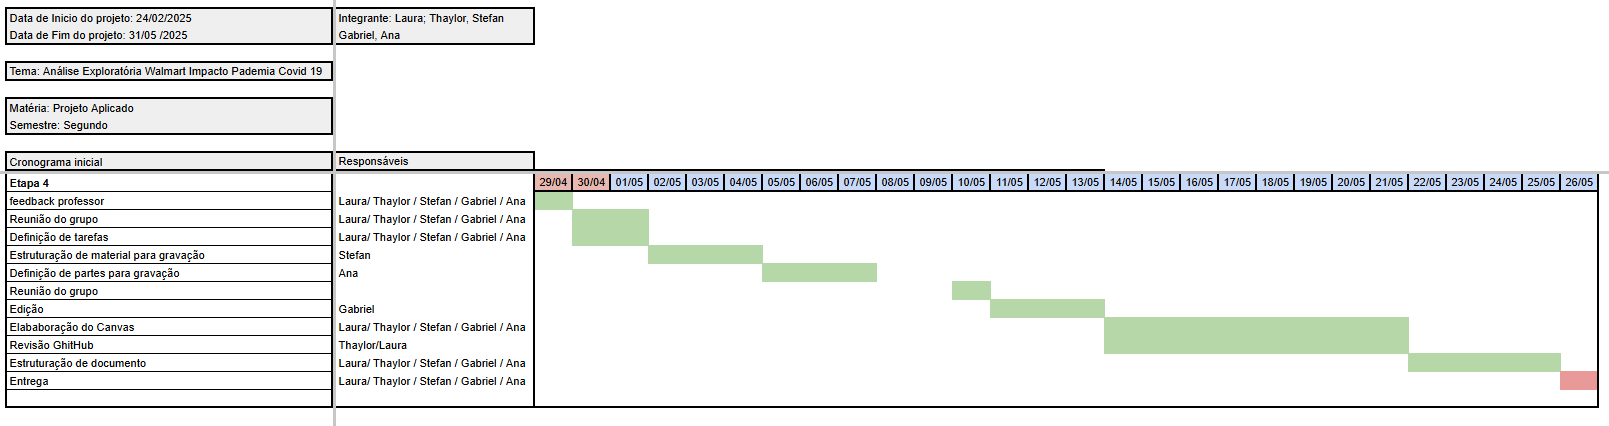 Data de Inicio do projeto: 24/02/2025
Data de Fim do projeto: 31/05 /2025
Integrante: Laura; Thaylor, Stefan
Gabriel, Ana
Tema: Análise Exploratória Walmart Impacto Pademia Covid 19
Matéria: Projeto Aplicado
Semestre: Segundo
Cronograma inicial Responsáveis
Etapa 4 29/04 30/04 01/05 02/05 03/05 04/05 05/05 06/05 07/05 08/05 09/05 10/05 11/05 12/05 13/05 14/05 15/05 16/05 17/05 18/05 19/05 20/05 21/05 22/05 23/05 24/05 25/05 26/05
feedback professor Laura/ Thaylor / Stefan / Gabriel / Ana
Reunião do grupo Laura/ Thaylor / Stefan / Gabriel / Ana
Definição de tarefas Laura/ Thaylor / Stefan / Gabriel / Ana
Estruturação de material para gravação Stefan
Definição de partes para gravação Ana
Reunião do grupo
Edição Gabriel
Elababoração do Canvas Laura/ Thaylor / Stefan / Gabriel / Ana
Revisão GhitHub Thaylor/Laura
Estruturação de documento Laura/ Thaylor / Stefan / Gabriel / Ana
Entrega Laura/ Thaylor / Stefan / Gabriel / Ana